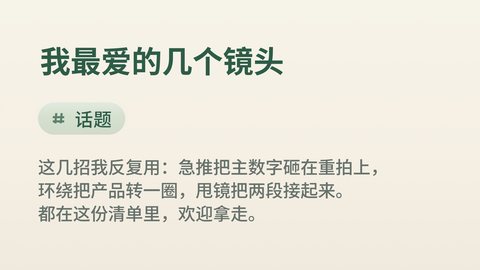 我最爱的几个镜头
# 话题
这几招我反复用：急推把主数字砸在重拍上，
环绕把产品转一圈，甩镜把两段接起来。
都在这份清单里，欢迎拿走。